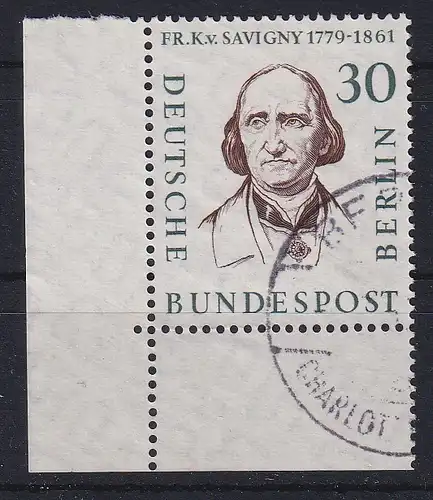 FR.K.v. SAVIGNY 1779-1861
30
DEUTSCHE
BERLIN
BUNDESPOST
CHARLOT